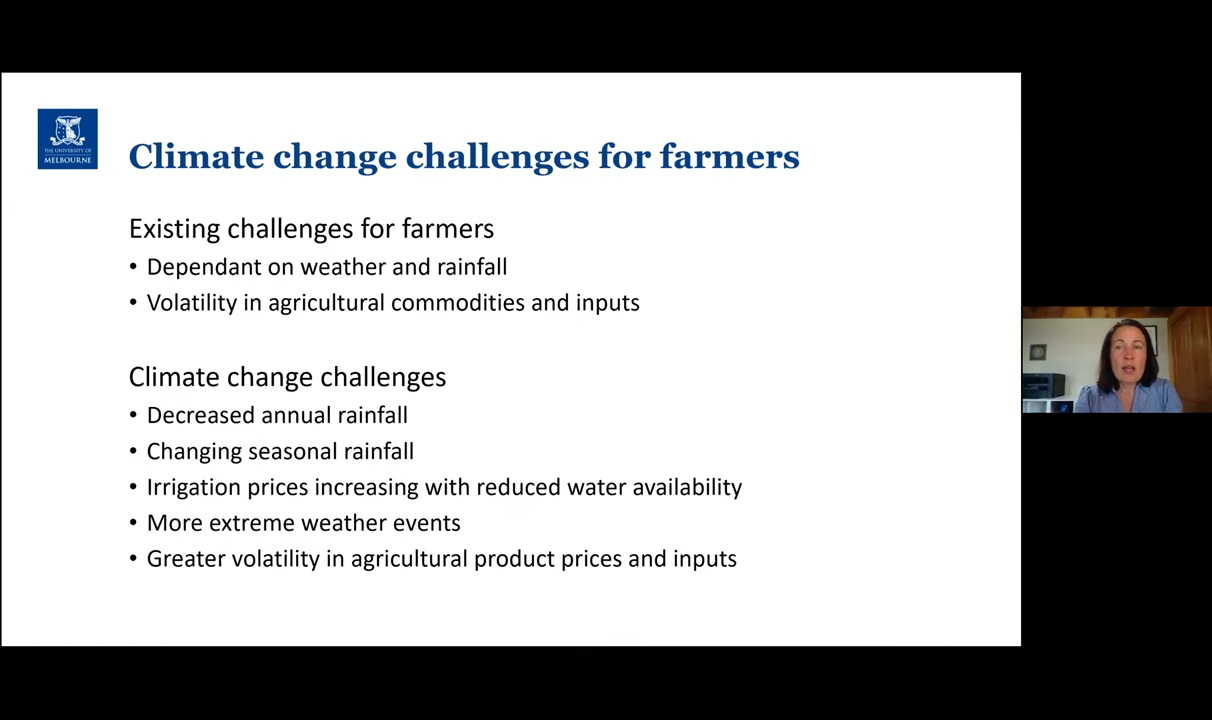 THE UNIVERSITY OF
MELBOURNE
Climate change challenges for farmers
Existing challenges for farmers
• Dependant on weather and rainfall
• Volatility in agricultural commodities and inputs
Climate change challenges
• Decreased annual rainfall
• Changing seasonal rainfall
• Irrigation prices increasing with reduced water availability
• More extreme weather events
• Greater volatility in agricultural product prices and inputs